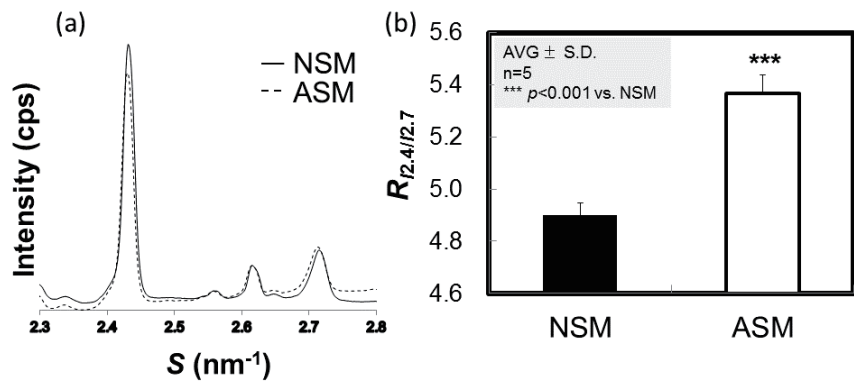 (a)
NSM
ASM
Intensity (cps)
2.3 2.4 2.5 2.6 2.7 2.8
S (nm-1)
(b)
AVG ± S.D.
n=5
*** p<0.001 vs. NSM
***
R I2.4/I2.7
5.6
5.4
5.2
5.0
4.8
4.6
NSM ASM